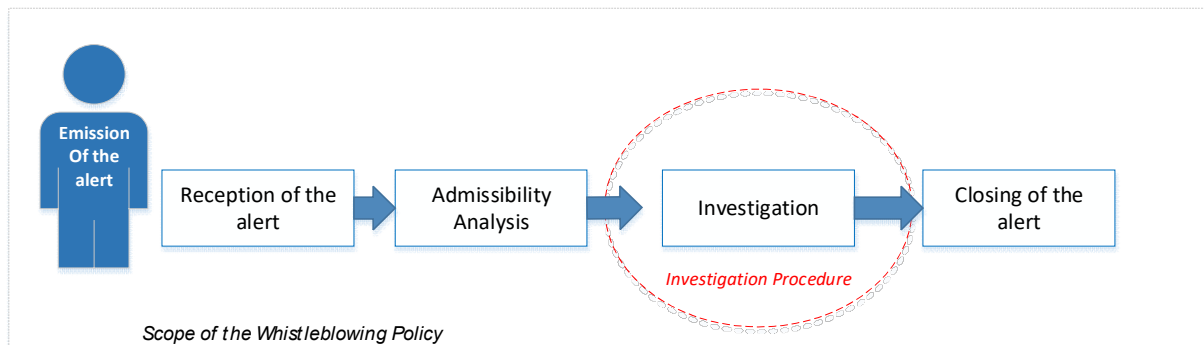 Emission
Of the
alert
Reception of the
alert
Admissibility
Analysis
Investigation
Closing of the
alert
Investigation Procedure
Scope of the Whistleblowing Policy